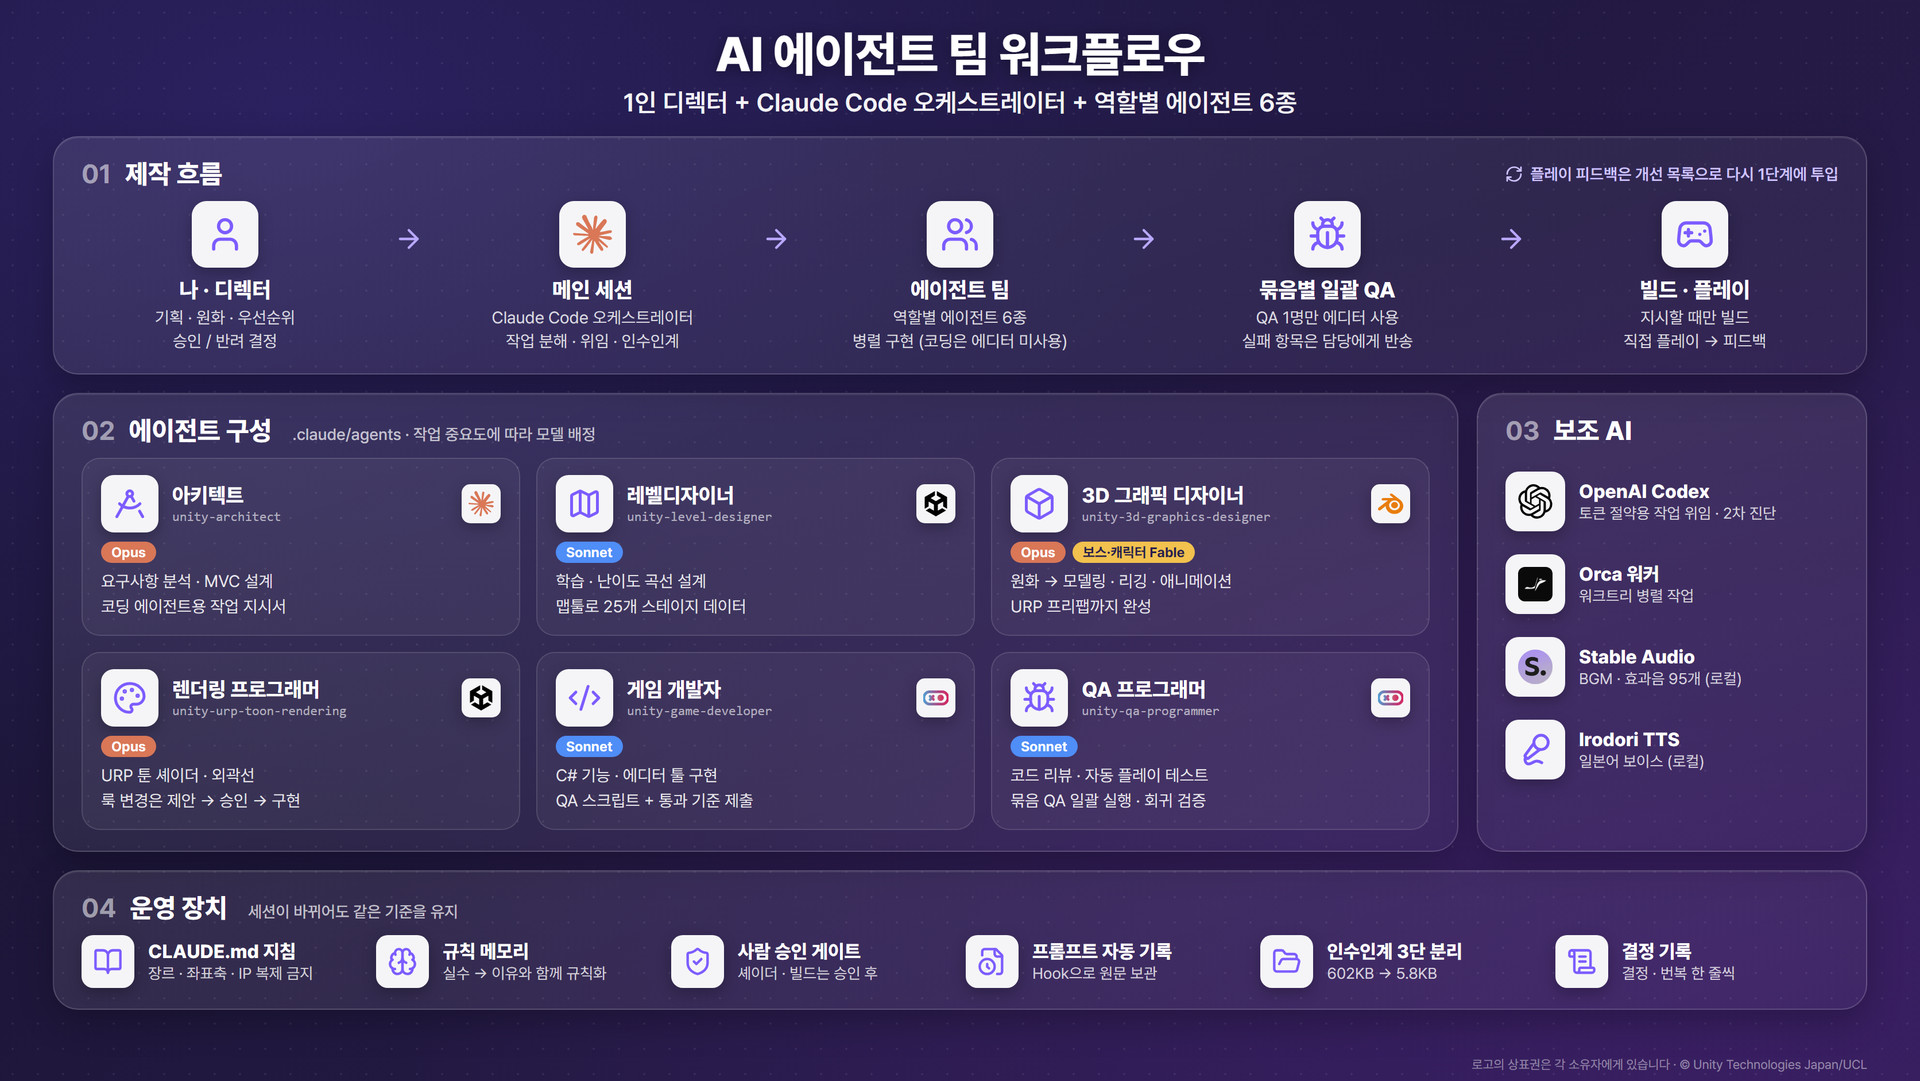 AI 에이전트 팀 워크플로우
1인 디렉터 + Claude Code 오케스트레이터 + 역할별 에이전트 6종
01 제작 흐름
플레이 피드백은 개선 목록으로 다시 1단계에 투입
나 · 디렉터
기획 · 원화 · 우선순위
승인 / 반려 결정
→
메인 세션
Claude Code 오케스트레이터
작업 분해 · 위임 · 인수인계
→
에이전트 팀
역할별 에이전트 6종
병렬 구현 (코딩은 에디터 미사용)
→
묶음별 일괄 QA
QA 1명만 에디터 사용
실패 항목은 담당에게 반송
→
빌드 · 플레이
지시할 때만 빌드
직접 플레이 → 피드백
02 에이전트 구성 .claude/agents · 작업 중요도에 따라 모델 배정
아키텍트
unity-architect
Opus
요구사항 분석 · MVC 설계
코딩 에이전트용 작업 지시서
레벨디자이너
unity-level-designer
Sonnet
학습 · 난이도 곡선 설계
맵툴로 25개 스테이지 데이터
3D 그래픽 디자이너
unity-3d-graphics-designer
Opus 보스·캐릭터 Fable
원화 → 모델링 · 리깅 · 애니메이션
URP 프리팹까지 완성
렌더링 프로그래머
unity-urp-toon-rendering
Opus
URP 툰 셰이더 · 외곽선
룩 변경은 제안 → 승인 → 구현
게임 개발자
unity-game-developer
Sonnet
C# 기능 · 에디터 툴 구현
QA 스크립트 + 통과 기준 제출
QA 프로그래머
unity-qa-programmer
Sonnet
코드 리뷰 · 자동 플레이 테스트
묶음 QA 일괄 실행 · 회귀 검증
03 보조 AI
OpenAI Codex
토큰 절약용 작업 위임 · 2차 진단
Orca 워커
워크트리 병렬 작업
S.
Stable Audio
BGM · 효과음 95개 (로컬)
Irodori TTS
일본어 보이스 (로컬)
04 운영 장치 세션이 바뀌어도 같은 기준을 유지
CLAUDE.md 지침
장르 · 좌표축 · IP 복제 금지
규칙 메모리
실수 → 이유와 함께 규칙화
사람 승인 게이트
셰이더 · 빌드는 승인 후
프롬프트 자동 기록
Hook으로 원문 보관
인수인계 3단 분리
602KB → 5.8KB
결정 기록
결정 · 번복 한 줄씩
로고의 상표권은 각 소유자에게 있습니다 · © Unity Technologies Japan/UCL